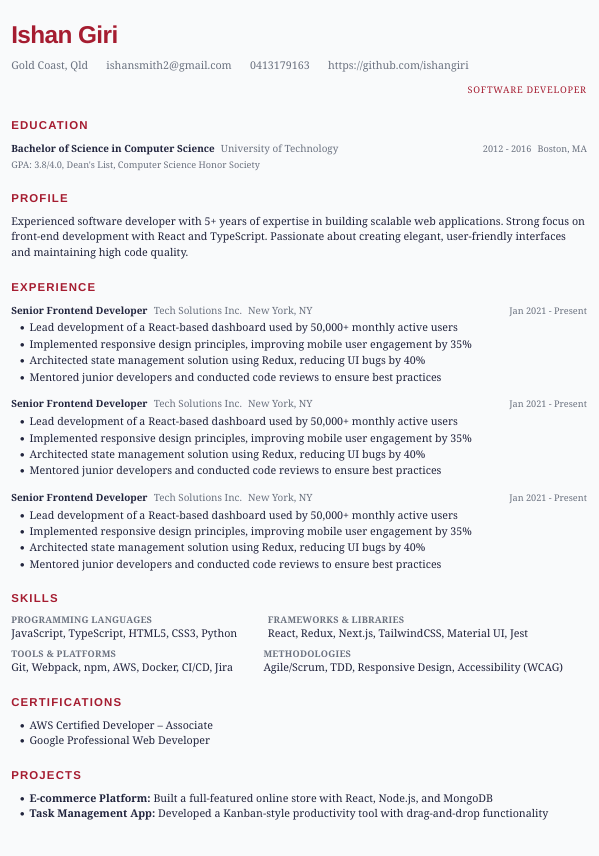 Ishan Giri
Gold Coast, Qld ishansmith2@gmail.com 0413179163 https://github.com/ishangiri
SOFTWARE DEVELOPER
EDUCATION
Bachelor of Science in Computer Science University of Technology 2012 - 2016 Boston, MA
GPA: 3.8/4.0, Dean's List, Computer Science Honor Society
PROFILE
Experienced software developer with 5+ years of expertise in building scalable web applications. Strong focus on
front-end development with React and TypeScript. Passionate about creating elegant, user-friendly interfaces
and maintaining high code quality.
EXPERIENCE
Senior Frontend Developer Tech Solutions Inc. New York, NY Jan 2021 - Present
• Lead development of a React-based dashboard used by 50,000+ monthly active users
• Implemented responsive design principles, improving mobile user engagement by 35%
• Architected state management solution using Redux, reducing UI bugs by 40%
• Mentored junior developers and conducted code reviews to ensure best practices
Senior Frontend Developer Tech Solutions Inc. New York, NY Jan 2021 - Present
• Lead development of a React-based dashboard used by 50,000+ monthly active users
• Implemented responsive design principles, improving mobile user engagement by 35%
• Architected state management solution using Redux, reducing UI bugs by 40%
• Mentored junior developers and conducted code reviews to ensure best practices
Senior Frontend Developer Tech Solutions Inc. New York, NY Jan 2021 - Present
• Lead development of a React-based dashboard used by 50,000+ monthly active users
• Implemented responsive design principles, improving mobile user engagement by 35%
• Architected state management solution using Redux, reducing UI bugs by 40%
• Mentored junior developers and conducted code reviews to ensure best practices
SKILLS
PROGRAMMING LANGUAGES FRAMEWORKS & LIBRARIES
JavaScript, TypeScript, HTML5, CSS3, Python React, Redux, Next.js, TailwindCSS, Material UI, Jest
TOOLS & PLATFORMS METHODOLOGIES
Git, Webpack, npm, AWS, Docker, CI/CD, Jira Agile/Scrum, TDD, Responsive Design, Accessibility (WCAG)
CERTIFICATIONS
• AWS Certified Developer – Associate
• Google Professional Web Developer
PROJECTS
• E-commerce Platform: Built a full-featured online store with React, Node.js, and MongoDB
• Task Management App: Developed a Kanban-style productivity tool with drag-and-drop functionality